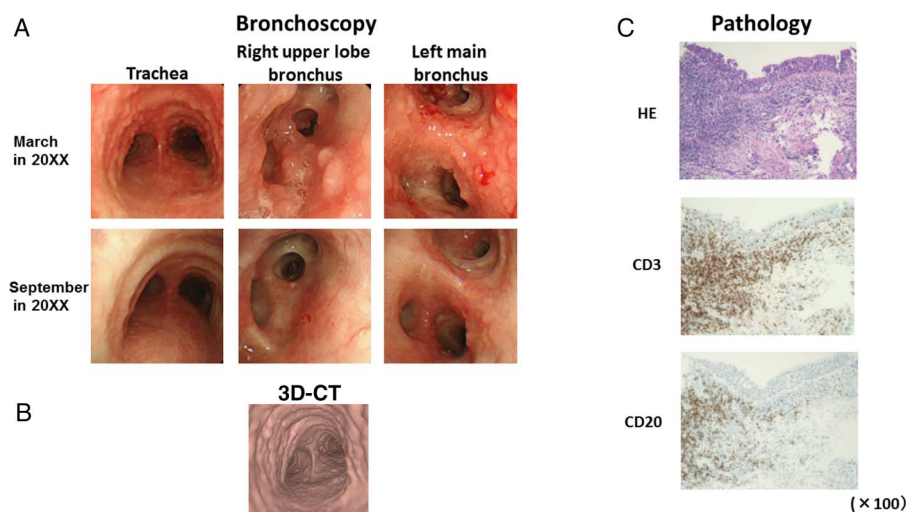 A
Bronchoscopy
Trachea
Right upper lobe
bronchus
Left main
bronchus
March
in 20XX
September
in 20XX
B
3D-CT
C
Pathology
HE
CD3
CD20
(×100)